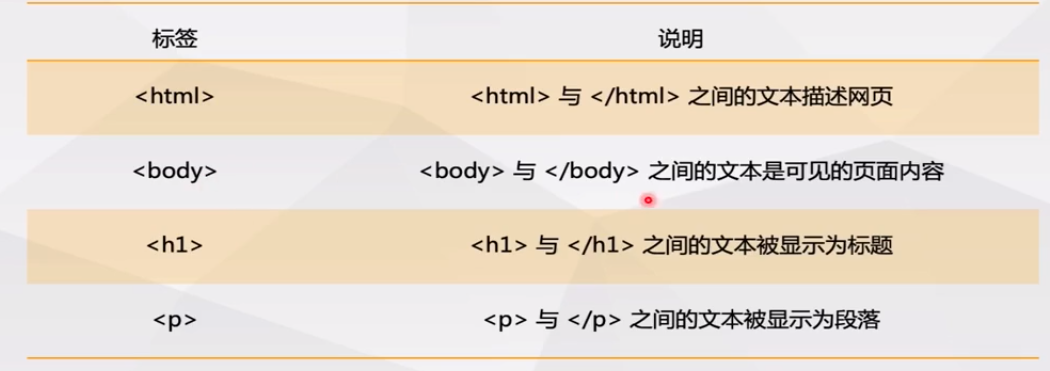 标签 说明
<html> <html> 与 </html> 之间的文本描述网页
<body> <body> 与 </body> 之间的文本是可见的页面内容
<h1> <h1> 与 </h1> 之间的文本被显示为标题
<p> <p> 与 </p> 之间的文本被显示为段落